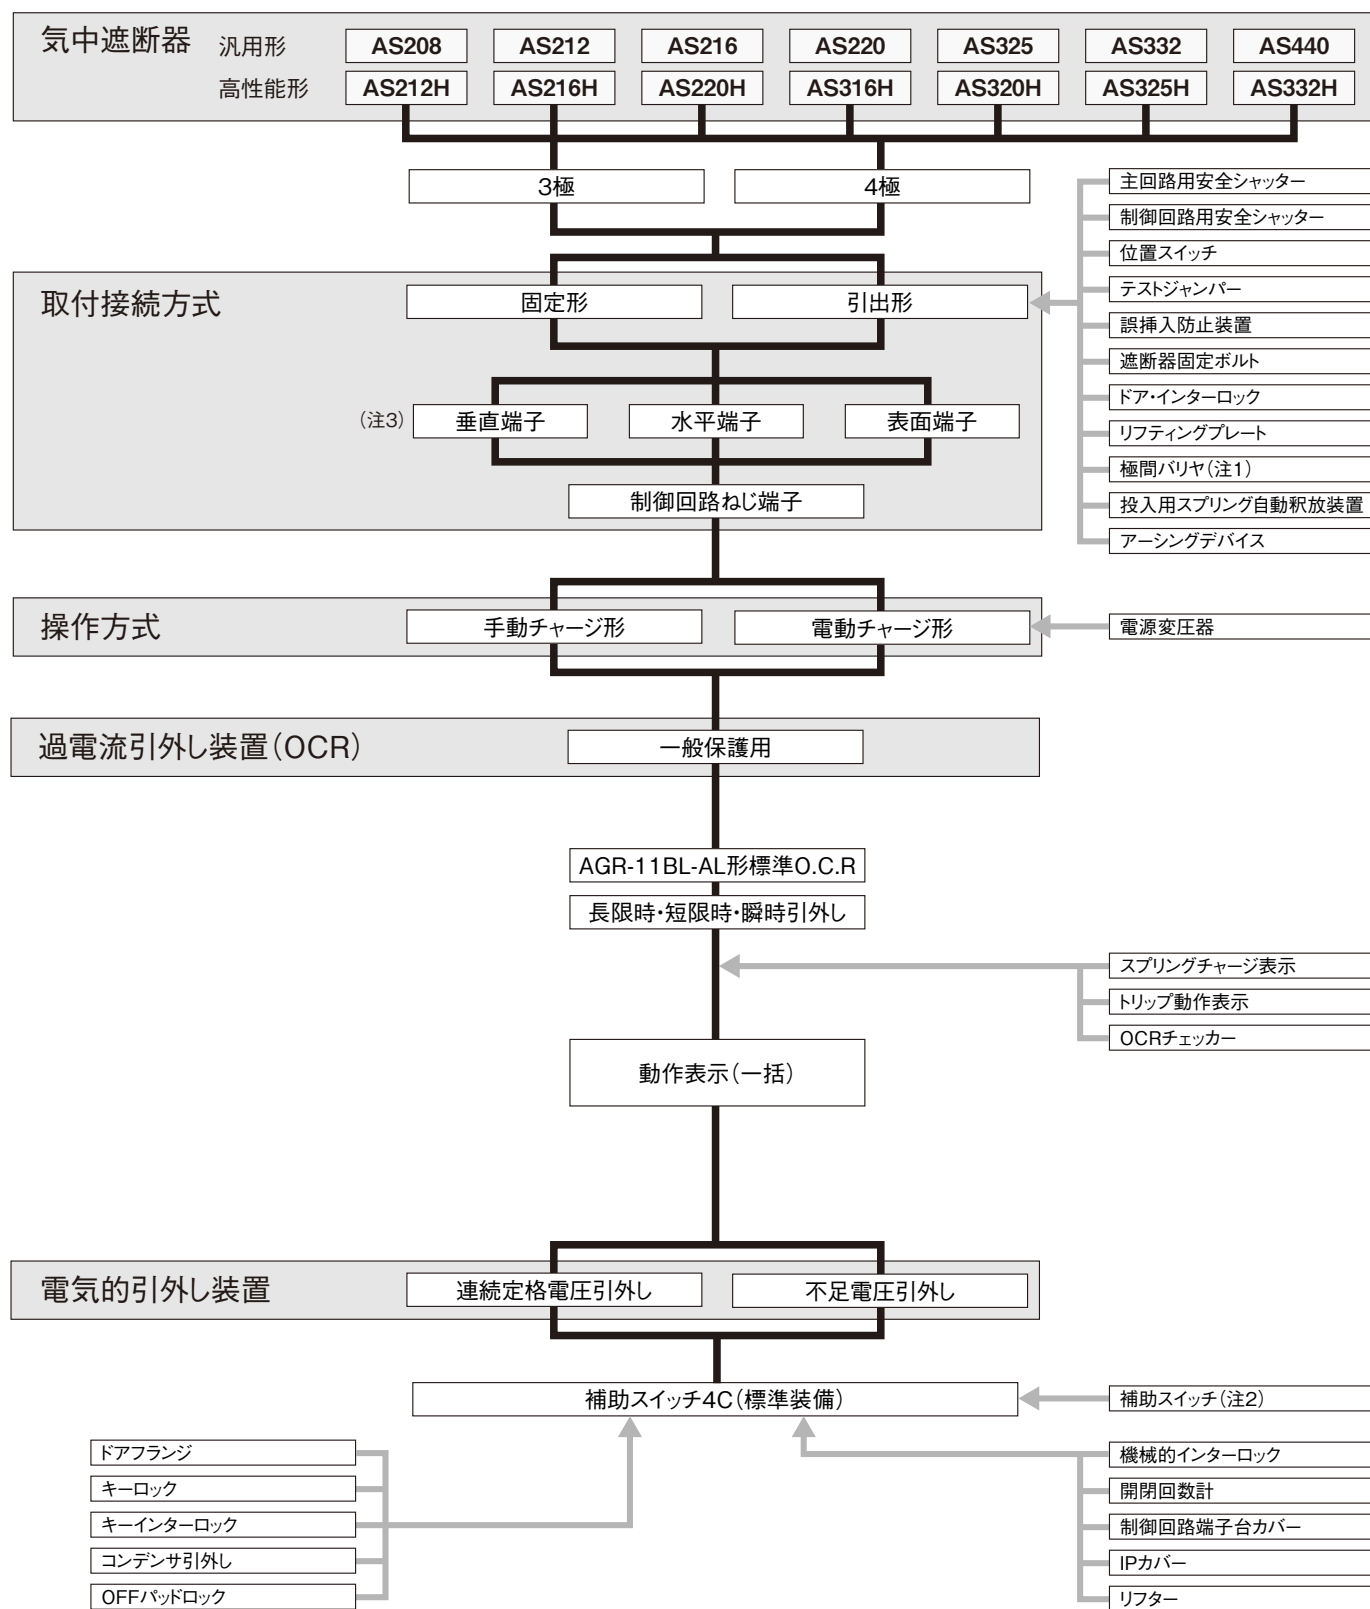 気中遮断器
汎用形 AS208 AS212 AS216 AS220 AS325 AS332 AS440
高性能形 AS212H AS216H AS220H AS316H AS320H AS325H AS332H
3極 4極
主回路用安全シャッター
制御回路用安全シャッター
位置スイッチ
テストジャンパー
誤挿入防止装置
遮断器固定ボルト
ドア・インターロック
リフティングプレート
極間バリヤ(注1)
投入用スプリング自動釈放装置
アーシングデバイス
取付接続方式
固定形 引出形
(注3) 垂直端子 水平端子 表面端子
制御回路ねじ端子
操作方式
手動チャージ形 電動チャージ形
電源変圧器
過電流引外し装置(OCR)
一般保護用
AGR-11BL-AL形標準O.C.R
長限時・短限時・瞬時引外し
スプリングチャージ表示
トリップ動作表示
OCRチェッカー
動作表示(一括)
電気的引外し装置
連続定格電圧引外し 不足電圧引外し
補助スイッチ4C(標準装備)
補助スイッチ(注2)
ドアフランジ
キーロック
キーインターロック
コンデンサ引外し
OFFパッドロック
機械的インターロック
開閉回数計
制御回路端子台カバー
IPカバー
リフター